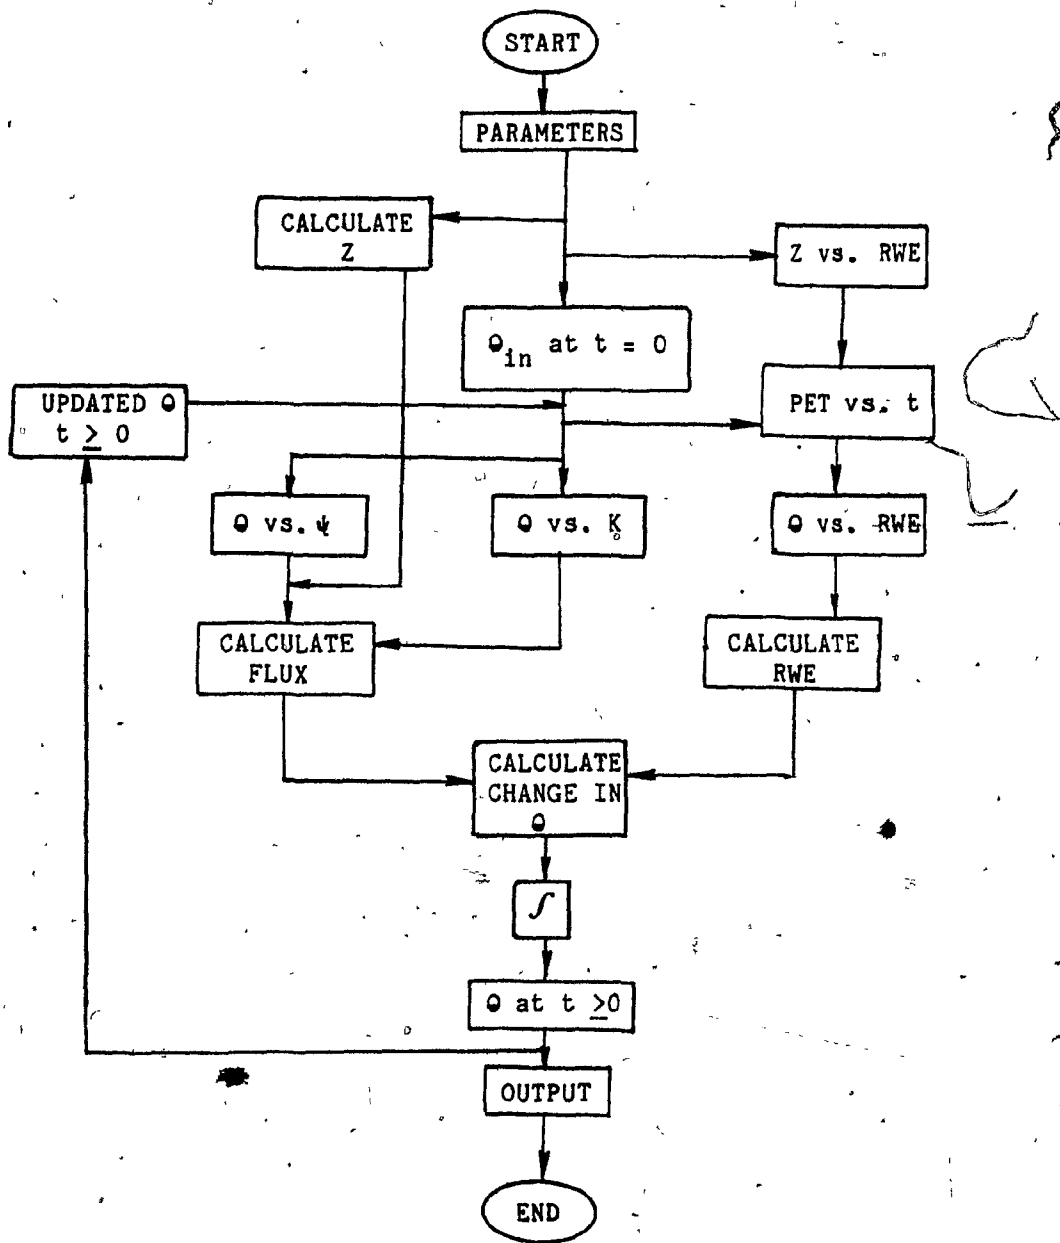 START
PARAMETERS
CALCULATE
Z
Z vs. RWE
Θin at t = 0
UPDATED Θ
t ≥ 0
PET vs. t
Θ vs. ψ
Θ vs. K
Θ vs. RWE
CALCULATE
FLUX
CALCULATE
RWE
CALCULATE
CHANGE IN
Θ
∫
Θ at t ≥0
OUTPUT
END